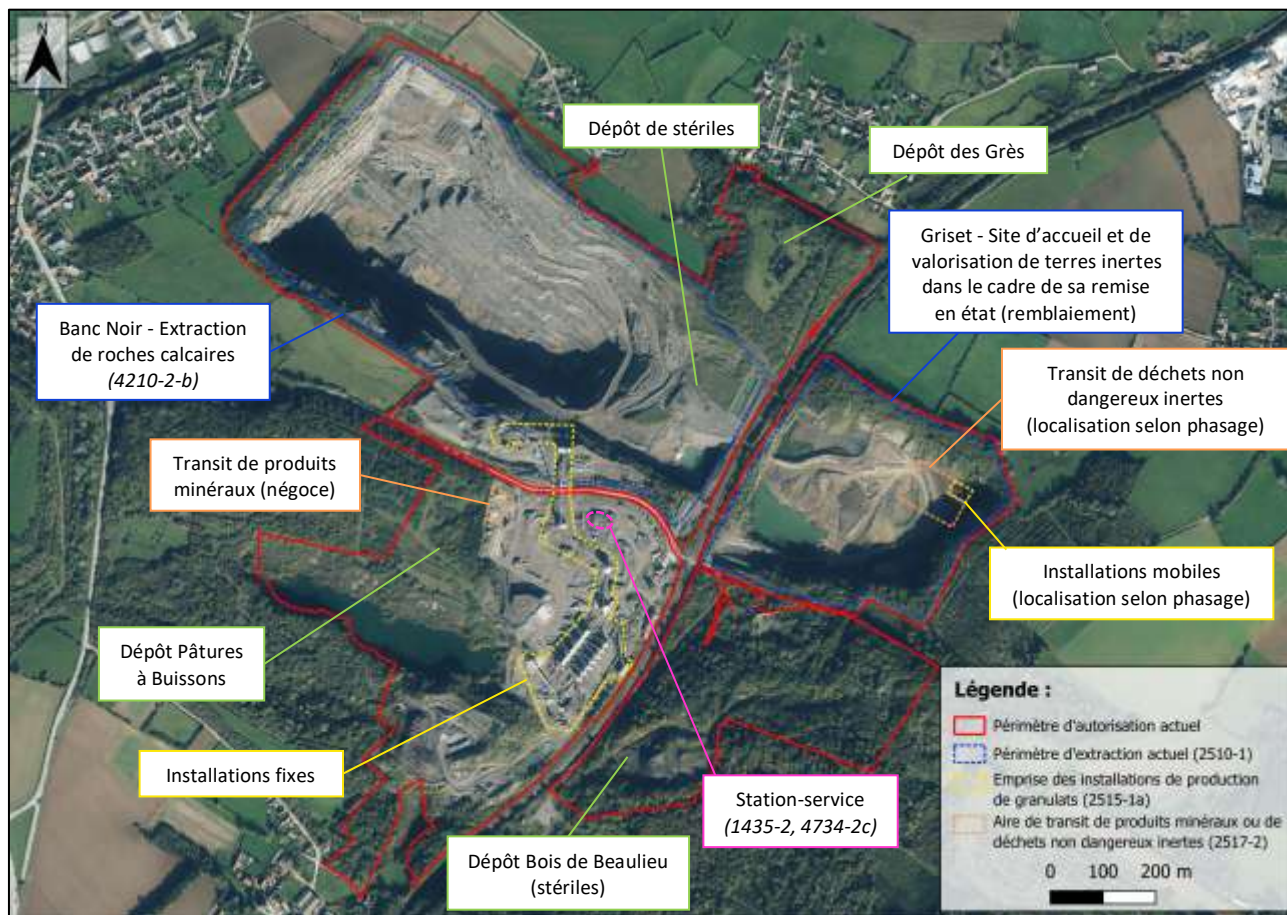 N
Dépôt de stériles
Dépôt des Grès
Griset - Site d'accueil et de
valorisation de terres inertes
dans le cadre de sa remise
en état (remblaiement)
Banc Noir - Extraction
de roches calcaires
(4210-2-b)
Transit de déchets non
dangereux inertes
(localisation selon phasage)
Transit de produits
minéraux (négoce)
Installations mobiles
(localisation selon phasage)
Dépôt Pâtures
à Buissons
Installations fixes
Station-service
(1435-2, 4734-2c)
Dépôt Bois de Beaulieu
(stériles)
Légende :
Périmètre d'autorisation actuel
Périmètre d'extraction actuel (2510-1)
Emprise des installations de production
de granulats (2515-1a)
Aire de transit de produits minéraux ou de
déchets non dangereux inertes (2517-2)
0 100 200 m